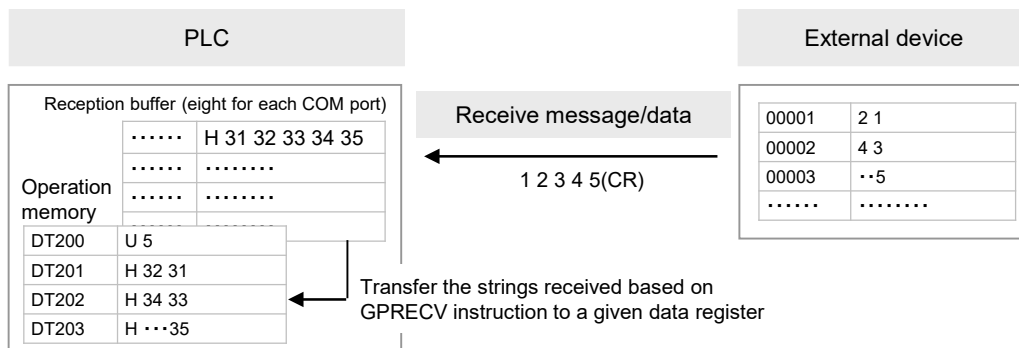 PLC
External device
Reception buffer (eight for each COM port)
······ H 31 32 33 34 35
······ ········
······ ········
Operation
memory
DT200 U 5
DT201 H 32 31
DT202 H 34 33
DT203 H ···35
Receive message/data
1 2 3 4 5(CR)
Transfer the strings received based on
GPRECV instruction to a given data register
00001 2 1
00002 4 3
00003 ··5
······ ········